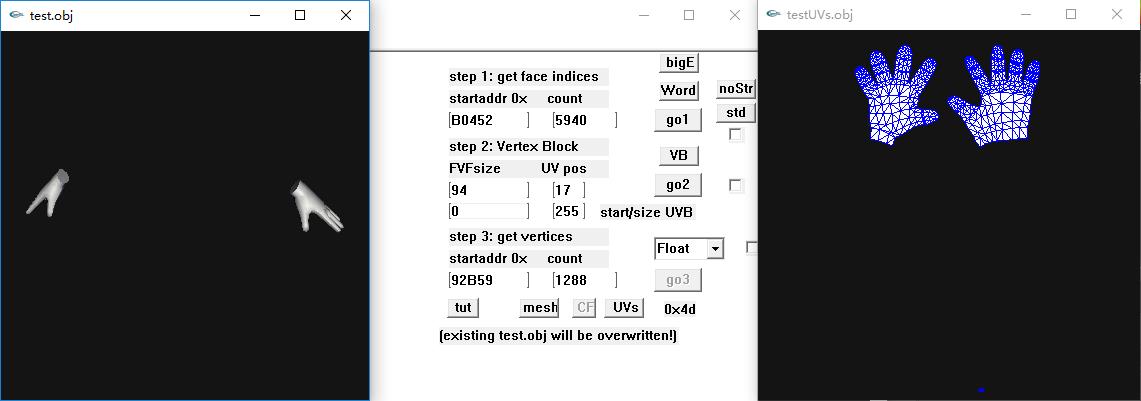 test.obj
testUVs.obj
bigE
step 1: get face indices
Word noStr
startaddr 0x count
std
[B0452 ] [5940 ] go1
step 2: Vertex Block
VB
FVFsize UV pos
[94 ] [17 ] go2
[0 ] [255 ] start/size UVB
step 3: get vertices
Float
startaddr 0x count
[92B59 ] [1288 ] go3
tut mesh CF UVs 0x4d
(existing test.obj will be overwritten!)